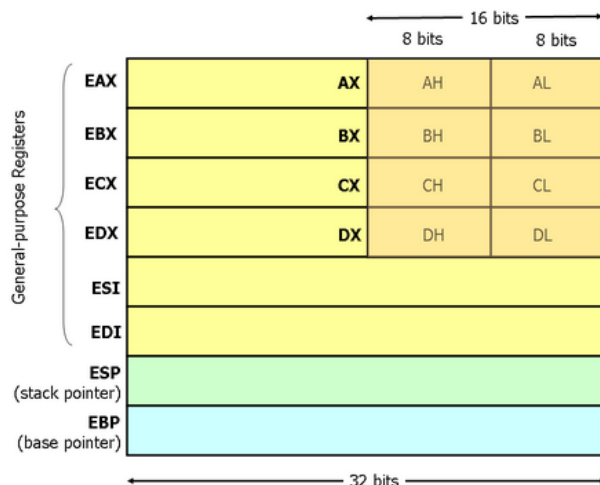 16 bits
8 bits 8 bits
EAX AX AH AL
EBX BX BH BL
ECX CX CH CL
EDX DX DH DL
ESI
EDI
ESP
(stack pointer)
EBP
(base pointer)
32 bits
General-purpose Registers